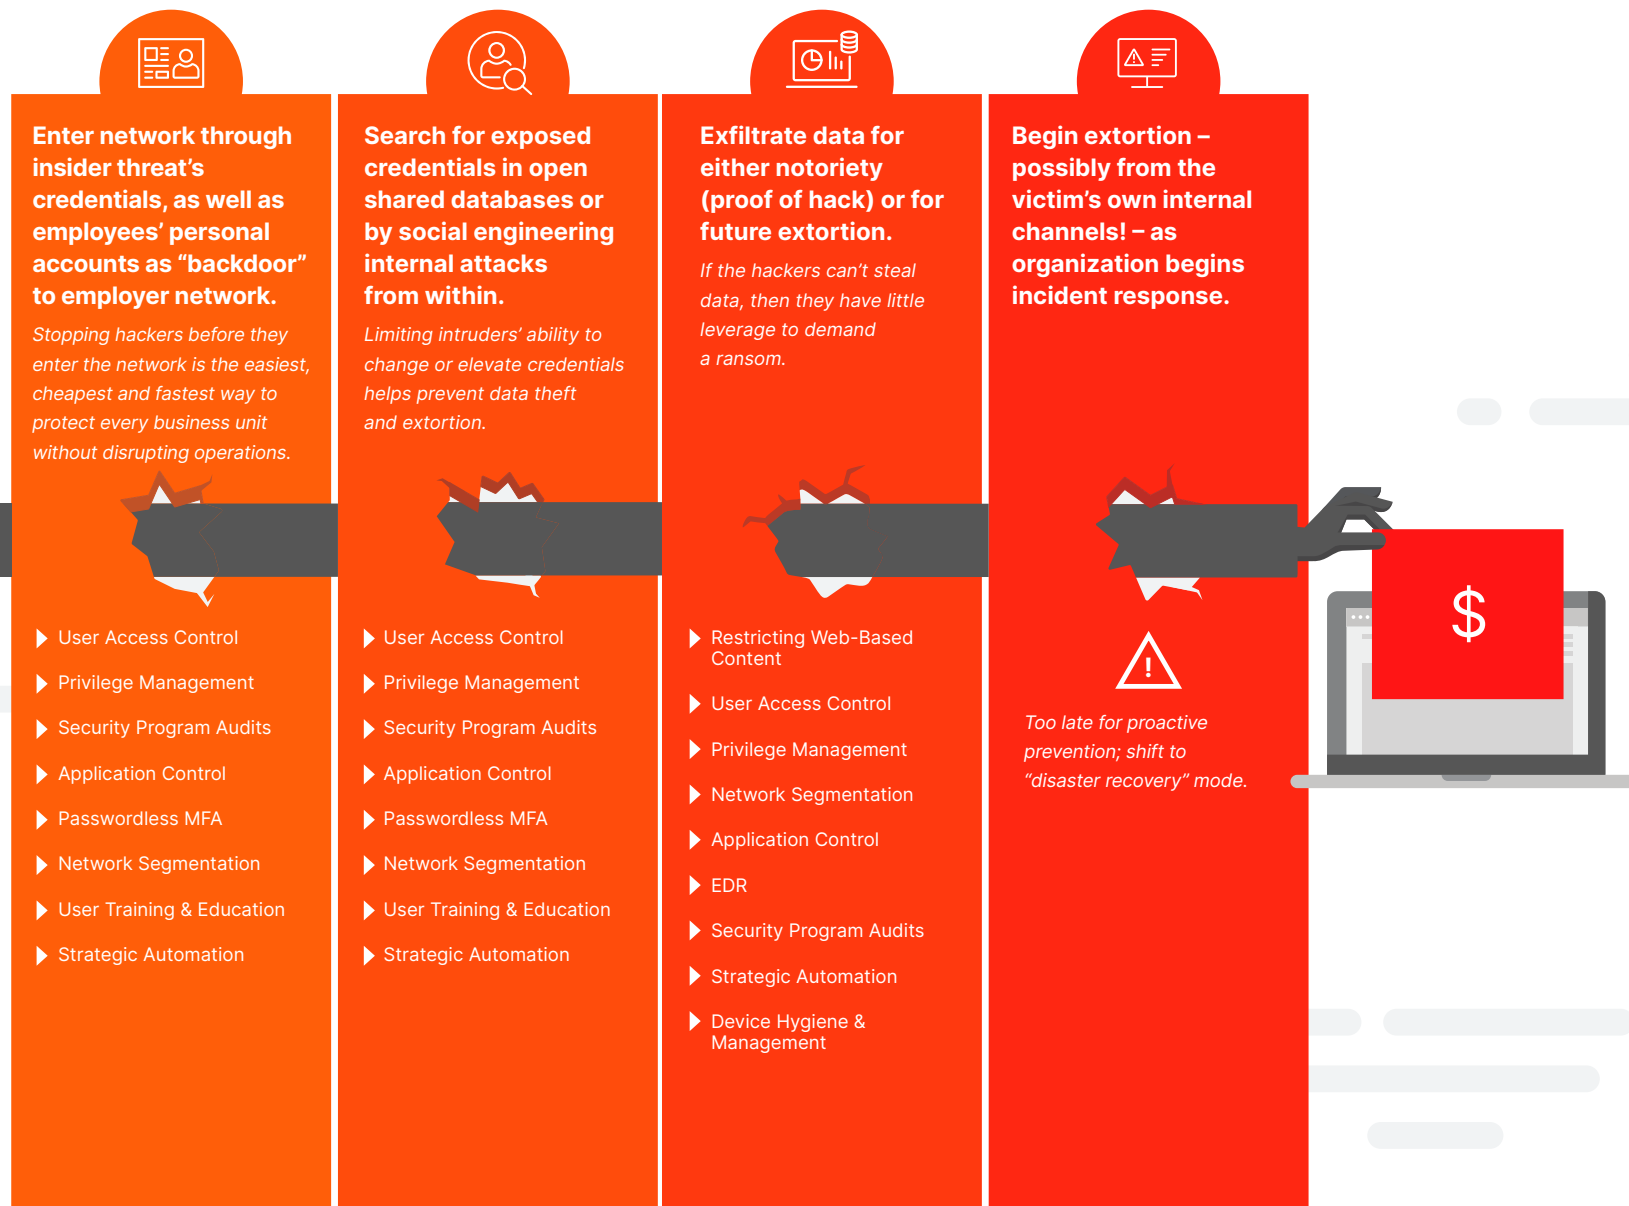 Enter network through
insider threat’s
credentials, as well as
employees’ personal
accounts as “backdoor”
to employer network.
Stopping hackers before they
enter the network is the easiest,
cheapest and fastest way to
protect every business unit
without disrupting operations.
User Access Control
Privilege Management
Security Program Audits
Application Control
Passwordless MFA
Network Segmentation
User Training & Education
Strategic Automation
Search for exposed
credentials in open
shared databases or
by social engineering
internal attacks
from within.
Limiting intruders’ ability to
change or elevate credentials
helps prevent data theft
and extortion.
User Access Control
Privilege Management
Security Program Audits
Application Control
Passwordless MFA
Network Segmentation
User Training & Education
Strategic Automation
Exfiltrate data for
either notoriety
(proof of hack) or for
future extortion.
If the hackers can’t steal
data, then they have little
leverage to demand
a ransom.
Restricting Web-Based
Content
User Access Control
Privilege Management
Network Segmentation
Application Control
EDR
Security Program Audits
Strategic Automation
Device Hygiene &
Management
Begin extortion –
possibly from the
victim’s own internal
channels! – as
organization begins
incident response.
!
Too late for proactive
prevention; shift to
“disaster recovery” mode.
$